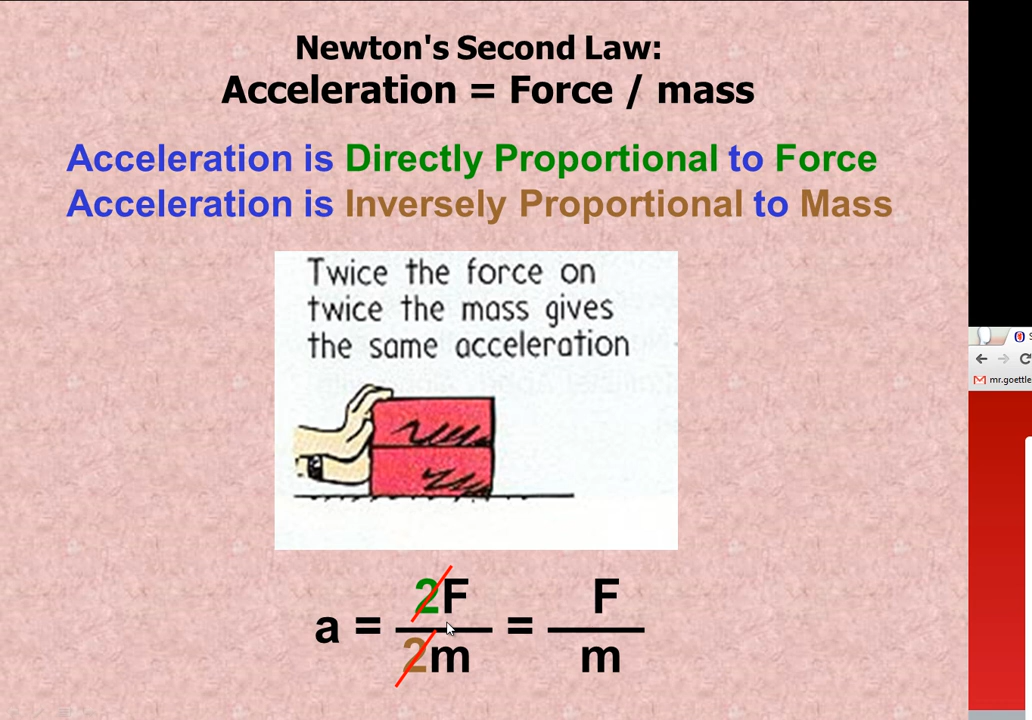 Newton's Second Law:
Acceleration = Force / mass
Acceleration is Directly Proportional to Force
Acceleration is Inversely Proportional to Mass
Twice the force on
twice the mass gives
the same acceleration
a = 2F / 2m = F / m
mr.goettle